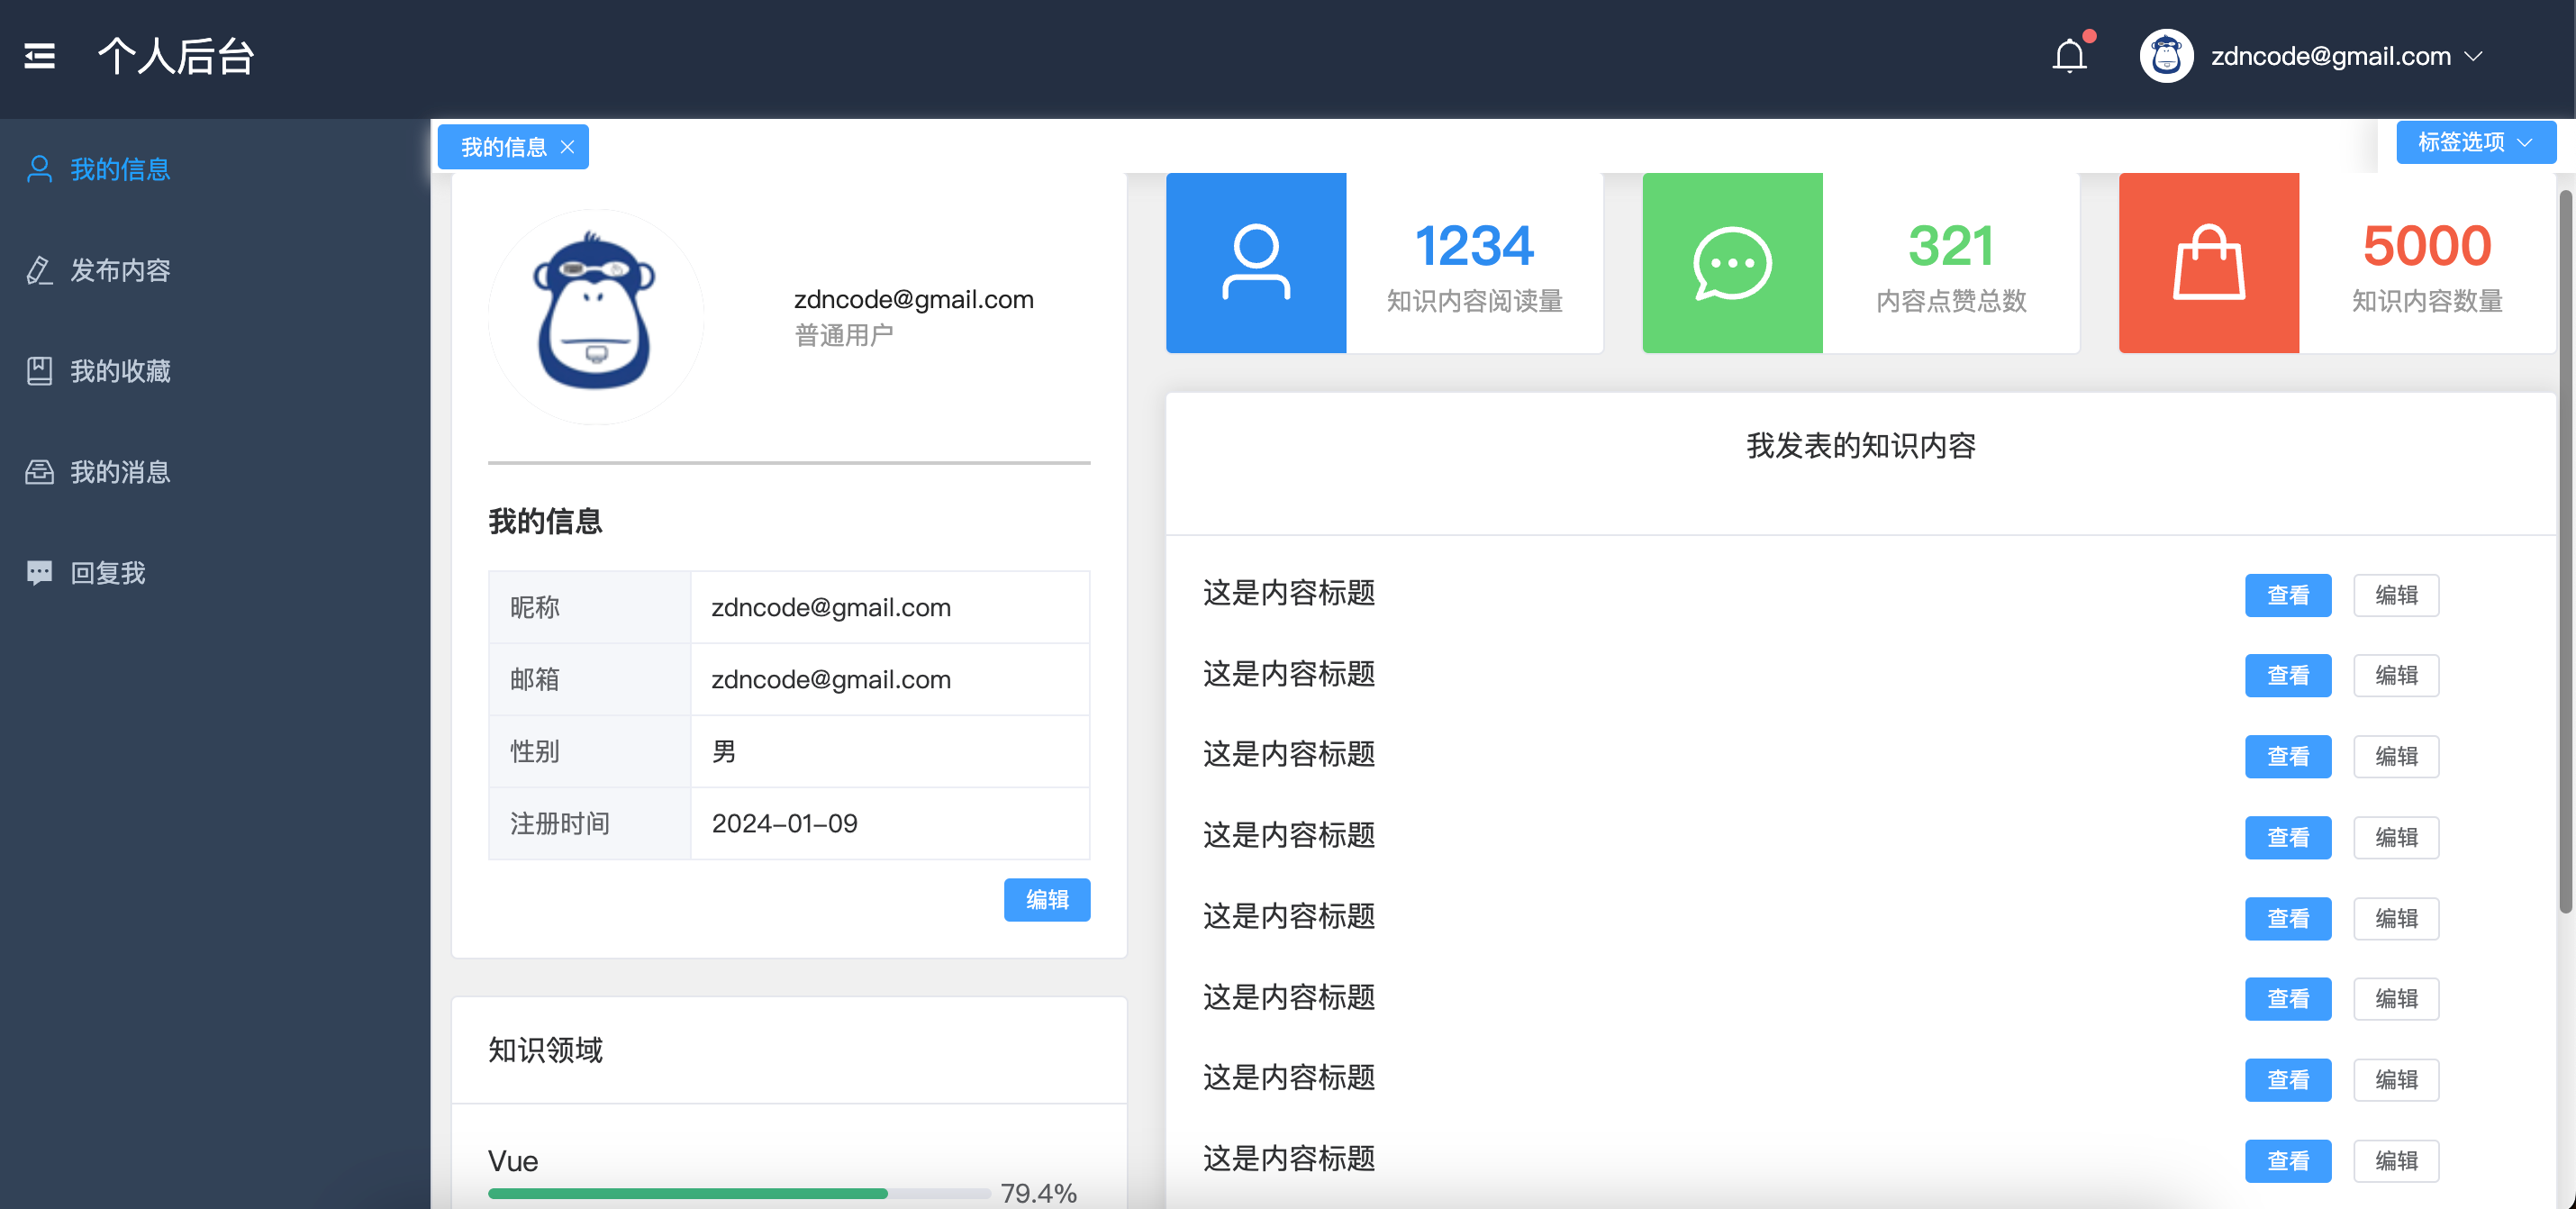 个人后台
zdncode@gmail.com
我的信息
发布内容
我的收藏
我的消息
回复我
我的信息
标签选项
zdncode@gmail.com
普通用户
我的信息
昵称 zdncode@gmail.com
邮箱 zdncode@gmail.com
性别 男
注册时间 2024-01-09
编辑
知识领域
Vue
79.4%
1234
知识内容阅读量
321
内容点赞总数
5000
知识内容数量
我发表的知识内容
这是内容标题 查看 编辑
这是内容标题 查看 编辑
这是内容标题 查看 编辑
这是内容标题 查看 编辑
这是内容标题 查看 编辑
这是内容标题 查看 编辑
这是内容标题 查看 编辑
这是内容标题 查看 编辑